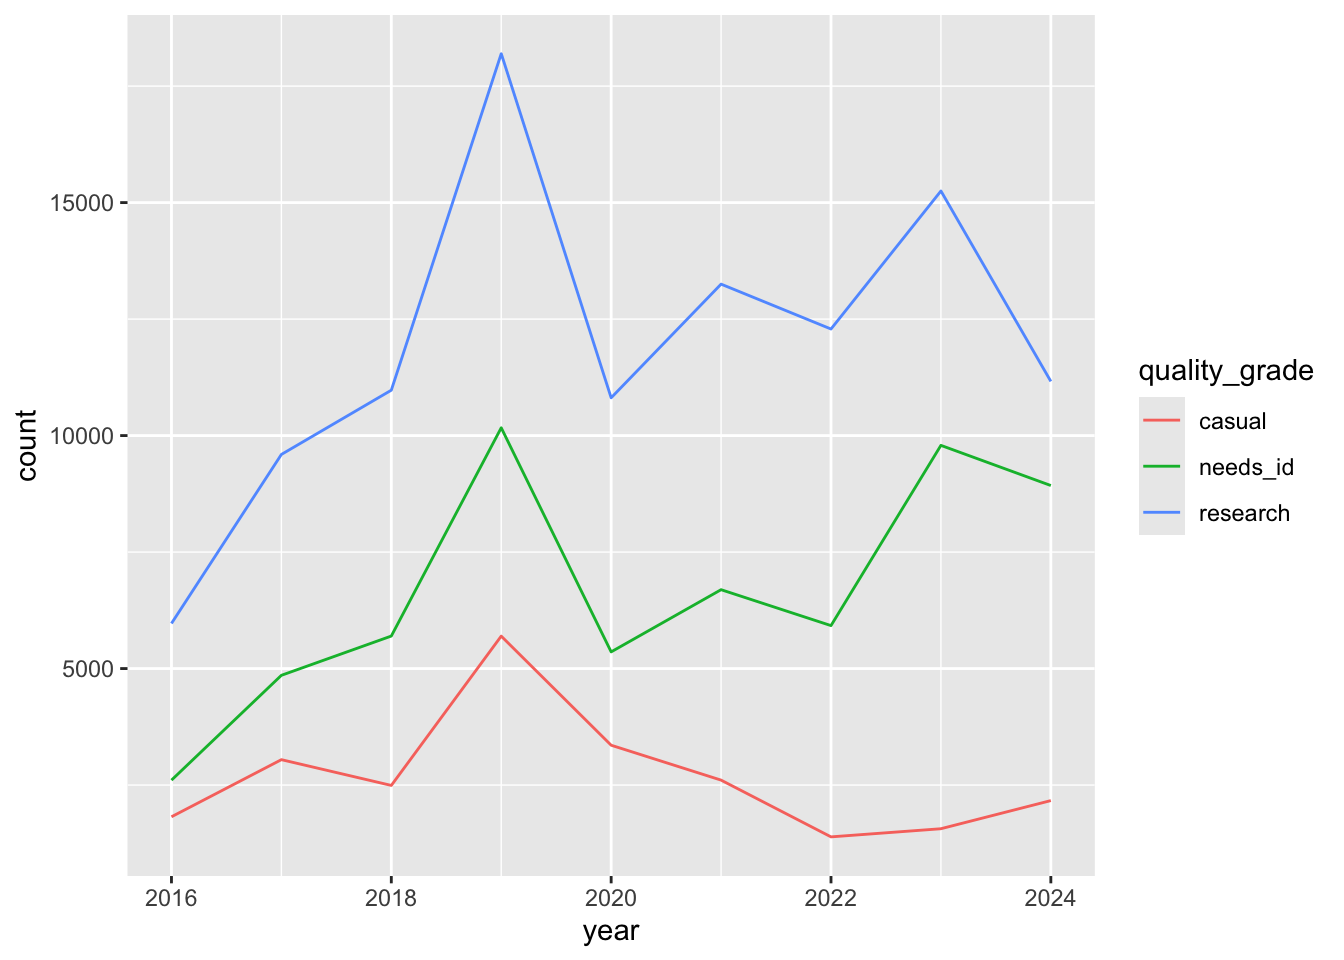 15000
10000
5000
count
2016 2018 2020 2022 2024
year
quality_grade
casual
needs_id
research